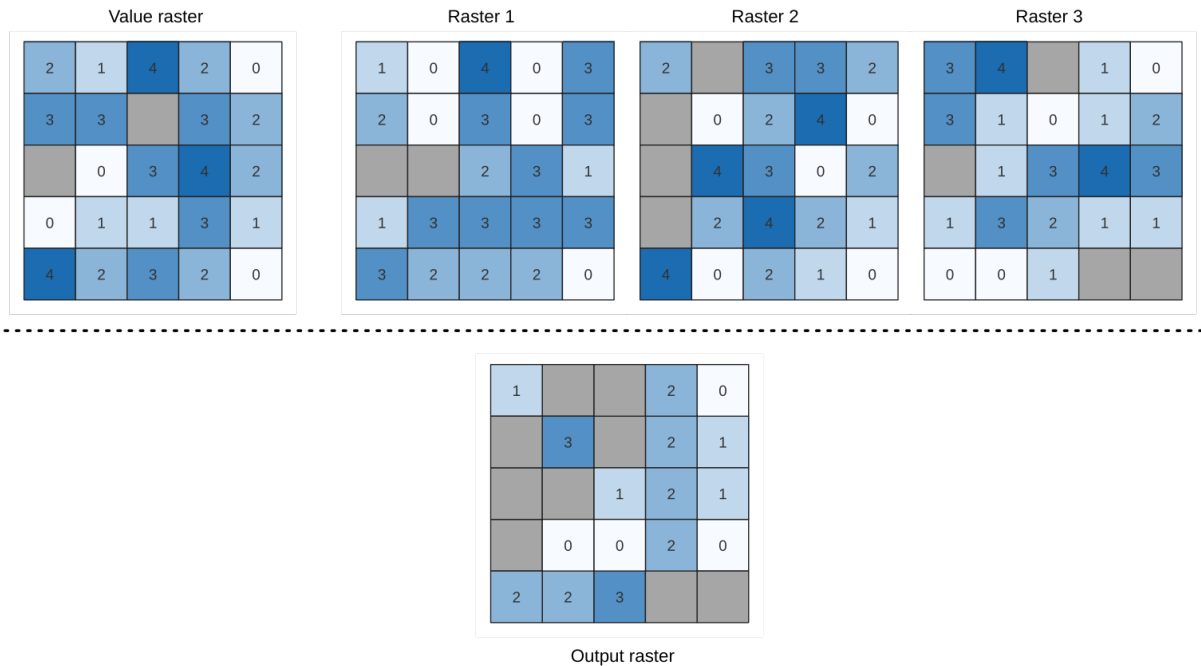 Value raster Raster 1 Raster 2 Raster 3
2 1 4 2 0 1 0 4 0 3 2 3 3 2 3 4 1 0
3 3 3 2 2 0 3 0 3 0 2 4 0 3 1 0 1 2
0 3 4 2 2 3 1 4 3 0 2 1 3 4 3
0 1 1 3 1 1 3 3 3 3 2 4 2 1 1 3 2 1 1
4 2 3 2 0 3 2 2 2 0 4 0 2 1 0 0 0 1
1 2 0
3 2 1
1 2 1
0 0 2 0
2 2 3
Output raster